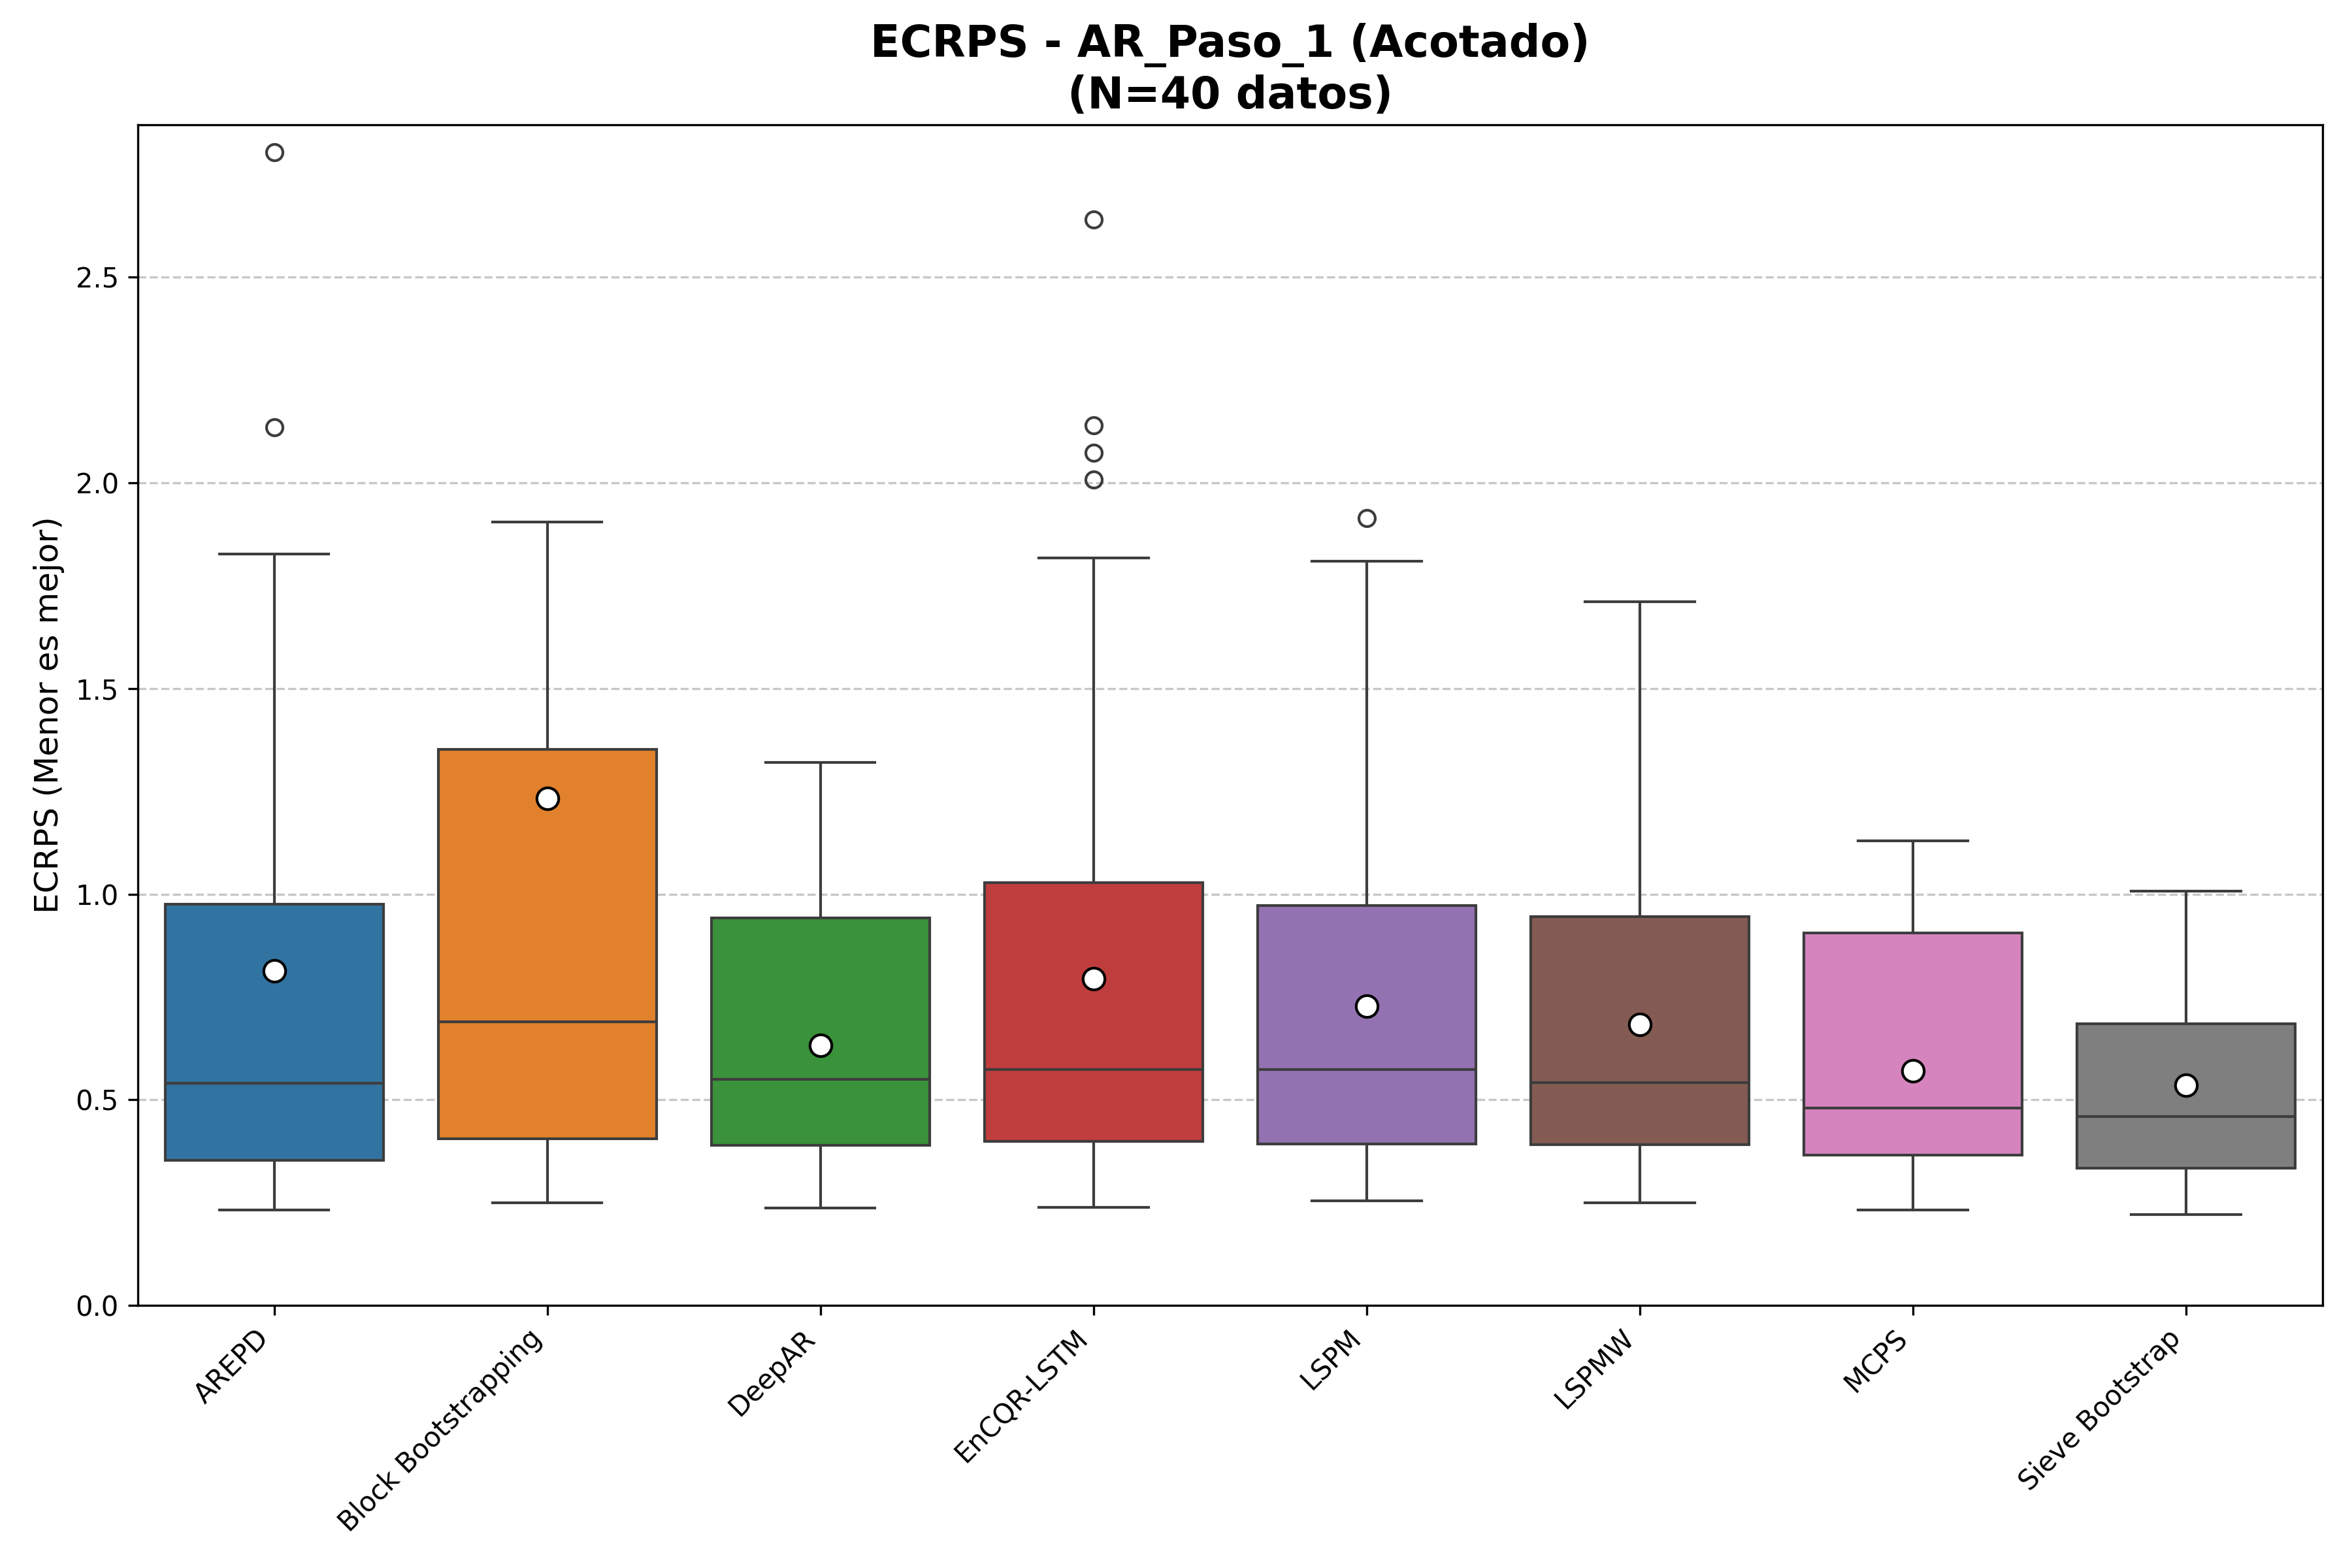 ECRPS - AR_Paso_1 (Acotado)
(N=40 datos)
ECRPS (Menor es mejor)
2.5
2.0
1.5
1.0
0.5
0.0
AREPD
Block Bootstrapping
DeepAR
EnCQR-LSTM
LSPM
LSPMW
MCPS
Sieve Bootstrap